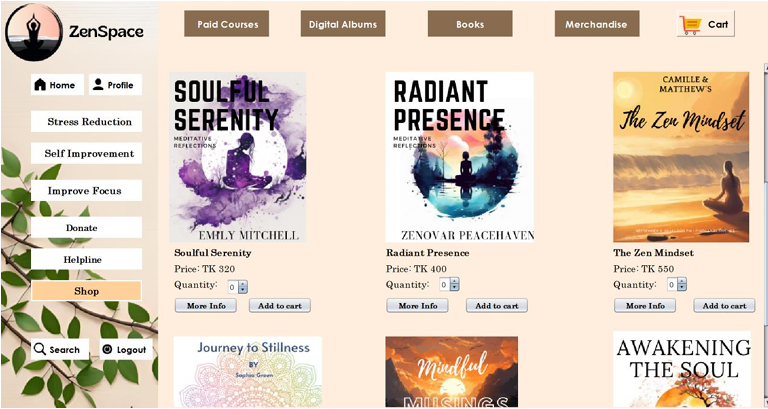 ZenSpace
Paid Courses
Digital Albums
Books
Merchandise
Cart
Home
Profile
Stress Reduction
Self Improvement
Improve Focus
Donate
Helpline
Shop
Search
Logout
SOULFUL
SERENITY
MEDITATIVE
REFLECTIONS
EMILY MITCHELL
Soulful Serenity
Price: TK 320
Quantity: 0
More Info
Add to cart
RADIANT
PRESENCE
MEDITATIVE
REFLECTIONS
ZENOVAR PEACEHAVEN
Radiant Presence
Price: TK 400
Quantity: 0
More Info
Add to cart
CAMILLE &
MATTHEW'S
The Zen Mindset
The Zen Mindset
Price: TK 550
Quantity: 0
More Info
Add to cart
Journey to Stillness
BY
Sophia Green
Mindful
MUSINGS
AWAKENING
THE SOUL